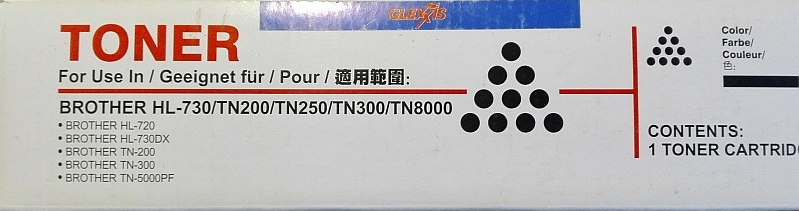 GLEXXIS
TONER
For Use In / Geeignet für / Pour / 適用範圍:
BROTHER HL-730/TN200/TN250/TN300/TN8000
• BROTHER HL-720
• BROTHER HL-730DX
• BROTHER TN-200
• BROTHER TN-300
• BROTHER TN-5000PF
Color/
Farbe/
Couleur/
色:
CONTENTS:
1 TONER CARTRIDG